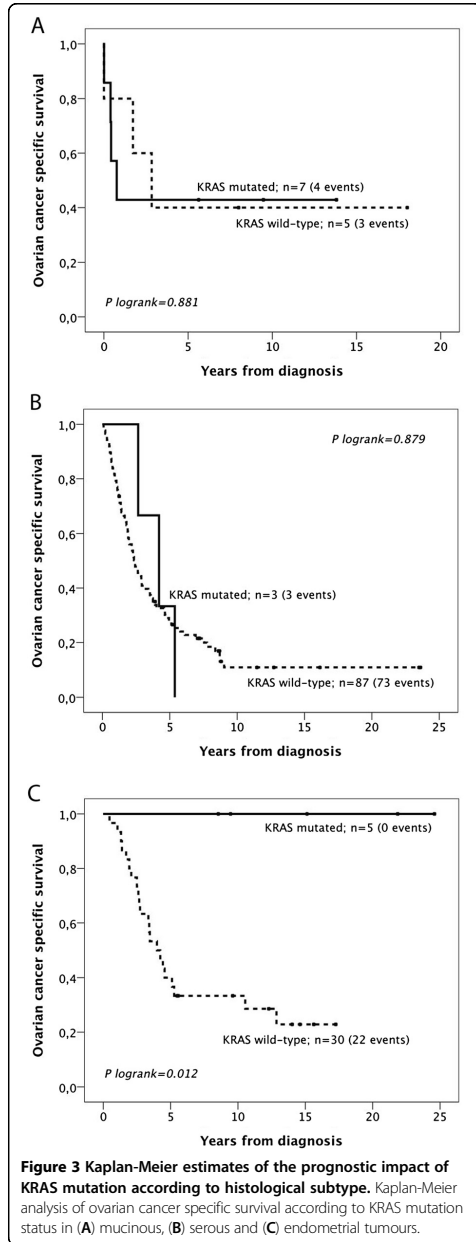 A
1,0
0,8
0,6
0,4
0,2
0,0
Ovarian cancer specific survival
KRAS mutated; n=7 (4 events)
KRAS wild-type; n=5 (3 events)
P logrank=0.881
0 5 10 15 20
Years from diagnosis
B
1,0
0,8
0,6
0,4
0,2
0,0
Ovarian cancer specific survival
P logrank=0.879
KRAS mutated; n=3 (3 events)
KRAS wild-type; n=87 (73 events)
0 5 10 15 20 25
Years from diagnosis
C
1,0
0,8
0,6
0,4
0,2
0,0
Ovarian cancer specific survival
KRAS mutated; n=5 (0 events)
KRAS wild-type; n=30 (22 events)
P logrank=0.012
0 5 10 15 20 25
Years from diagnosis
Figure 3 Kaplan-Meier estimates of the prognostic impact of
KRAS mutation according to histological subtype. Kaplan-Meier
analysis of ovarian cancer specific survival according to KRAS mutation
status in (A) mucinous, (B) serous and (C) endometrial tumours.